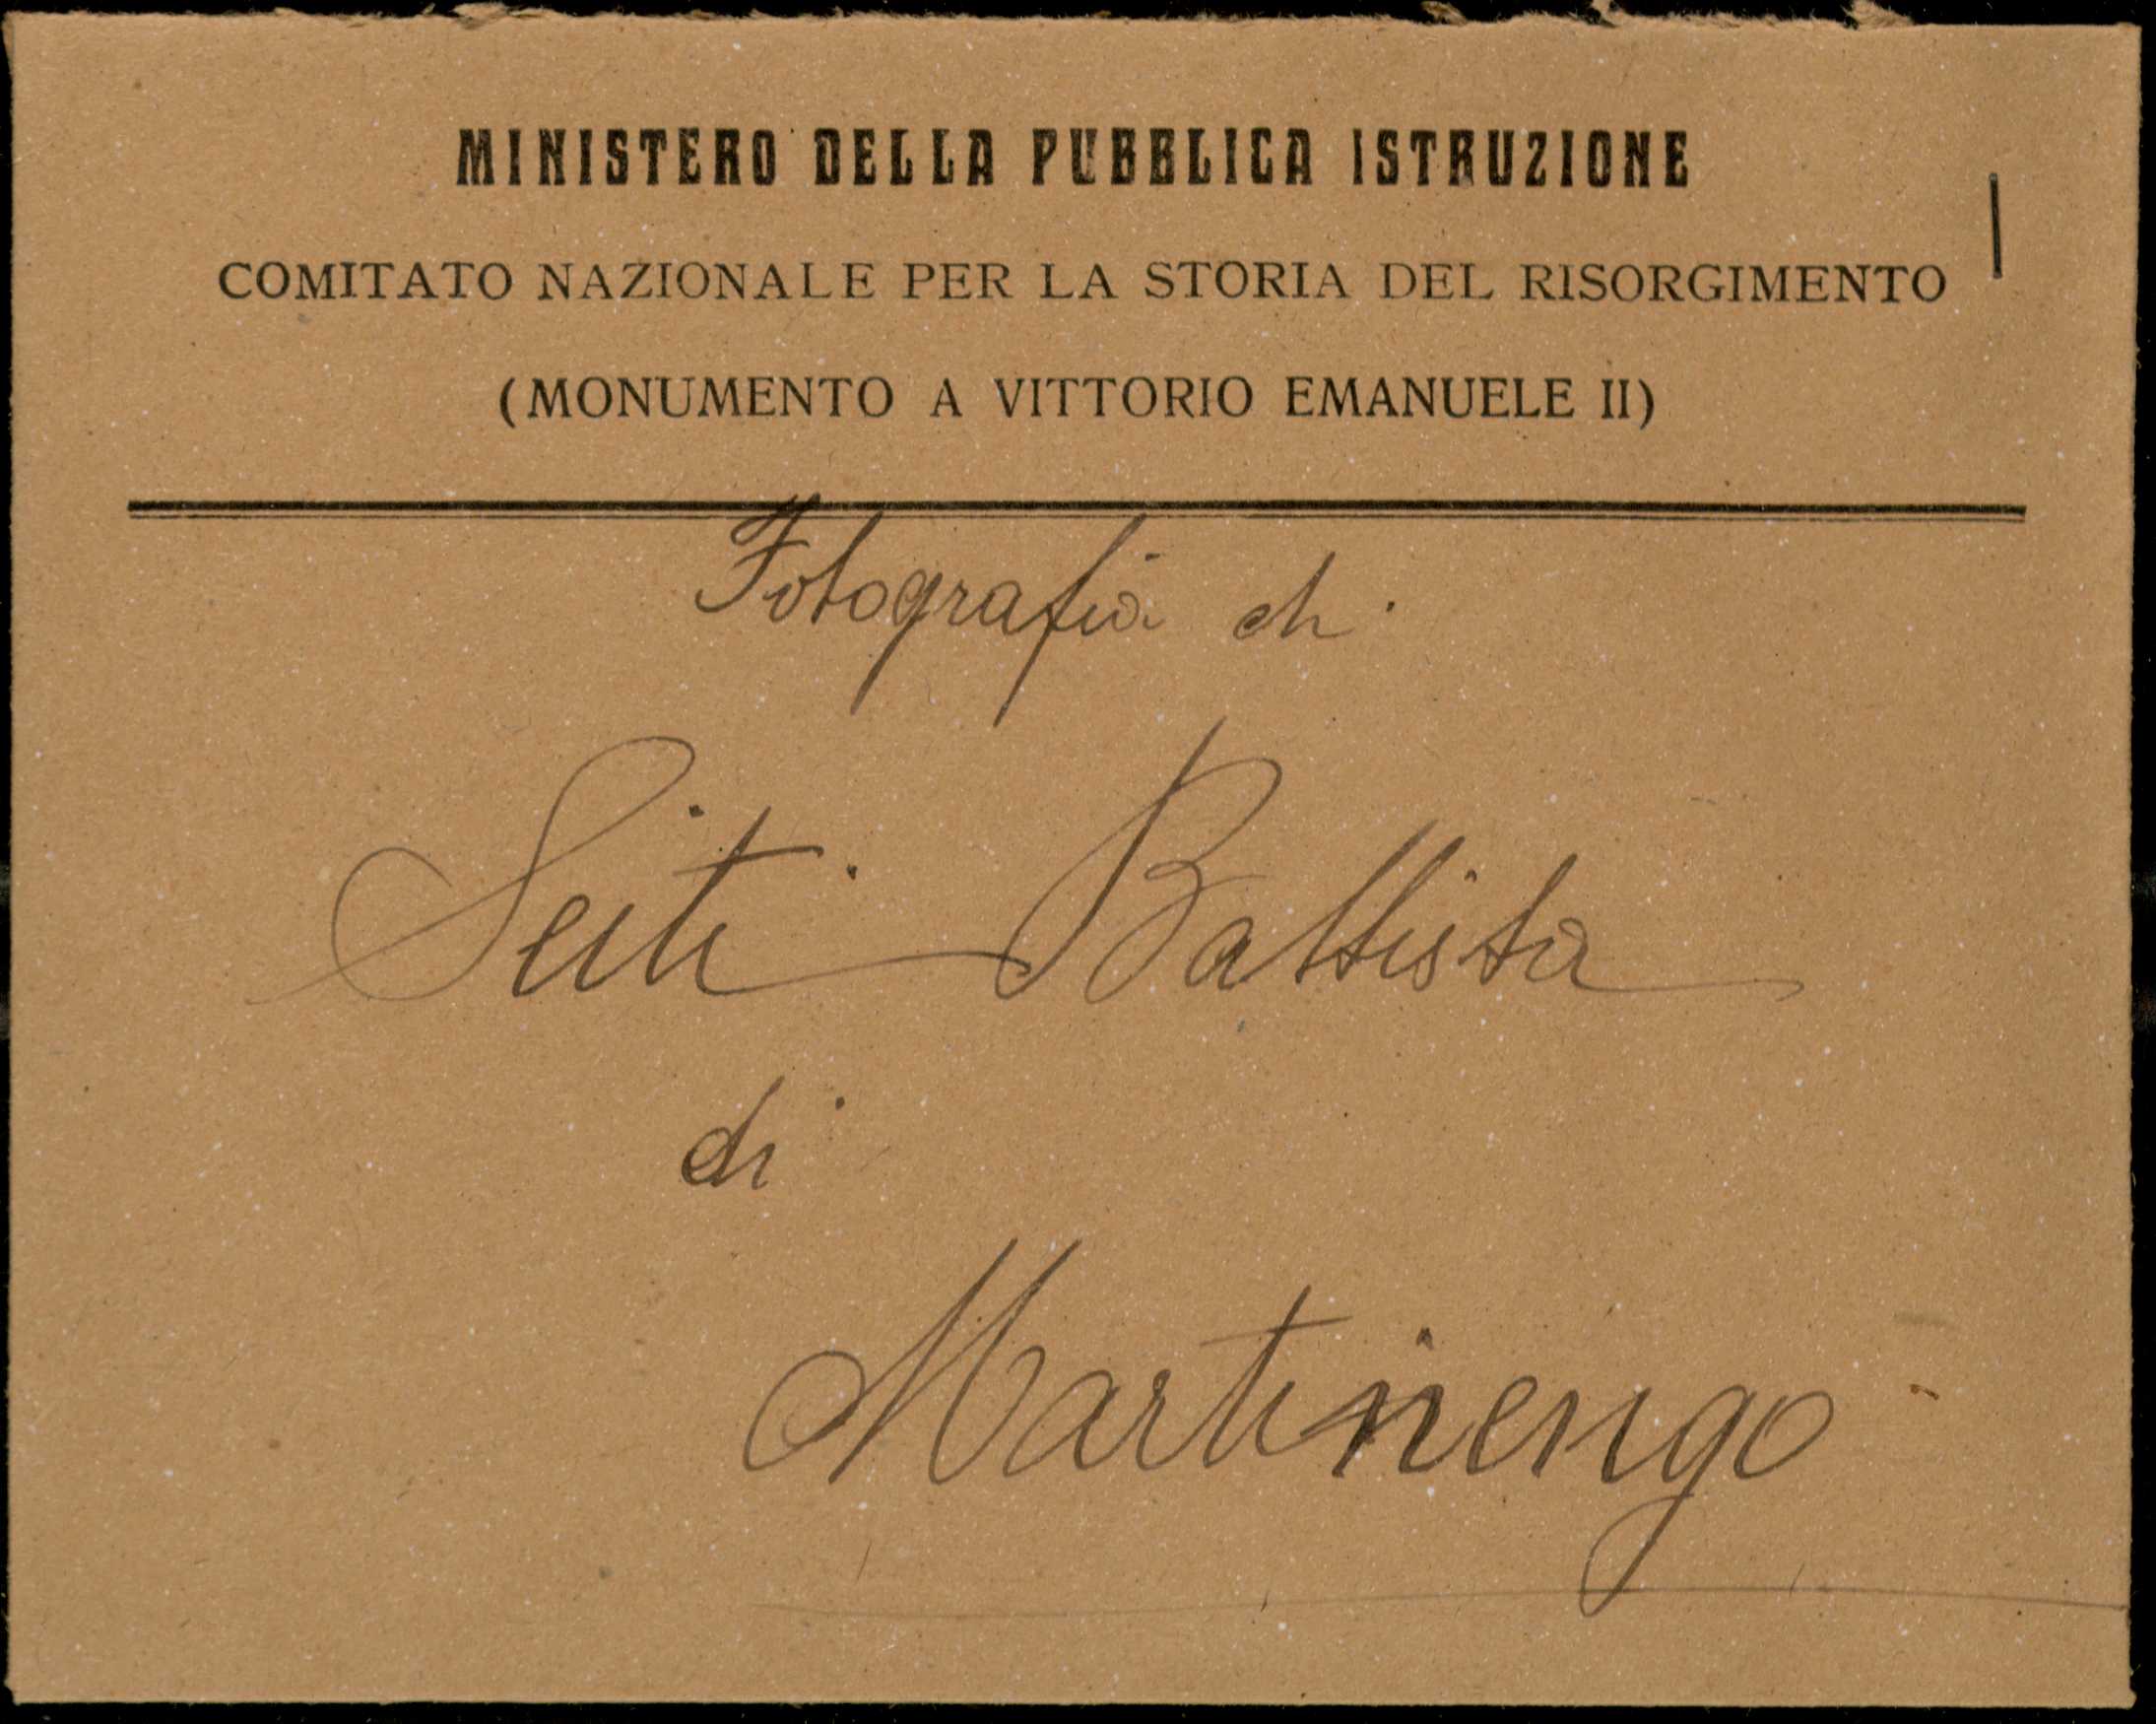 MINISTERO DELLA PUBBLICA ISTRUZIONE
COMITATO NAZIONALE PER LA STORIA DEL RISORGIMENTO
(MONUMENTO A VITTORIO EMANUELE II)
Fotografia di
Seiti Battista
di
Martinengo